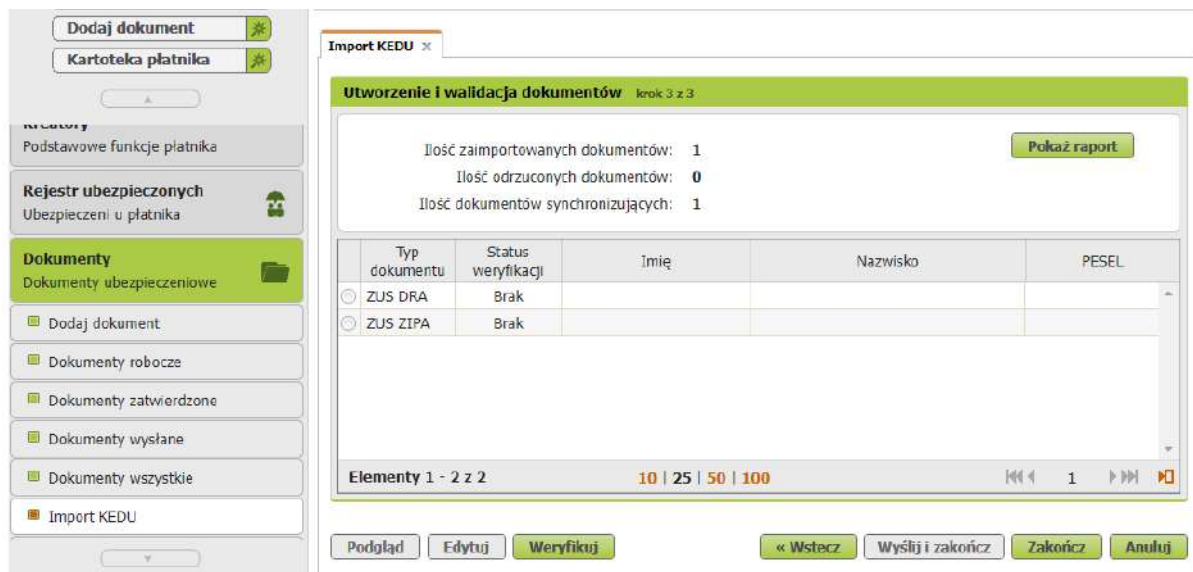 Dodaj dokument
Kartoteka płatnika
Kreatory
Podstawowe funkcje płatnika
Rejestr ubezpieczonych
Ubezpieczeni u płatnika
Dokumenty
Dokumenty ubezpieczeniowe
Dodaj dokument
Dokumenty robocze
Dokumenty zatwierdzone
Dokumenty wysłane
Dokumenty wszystkie
Import KEDU
Import KEDU x
Utworzenie i walidacja dokumentów krok 3 z 3
Ilość zaimportowanych dokumentów: 1
Pokaż raport
Ilość odrzuconych dokumentów: 0
Ilość dokumentów synchronizujących: 1
Typ dokumentu Status weryfikacji Imię Nazwisko PESEL
ZUS DRA Brak
ZUS ZIPA Brak
Elementy 1 - 2 z 2 10 | 25 | 50 | 100 1
Podgląd Edytuj Weryfikuj « Wstecz Wyślij i zakończ Zakończ Anuluj